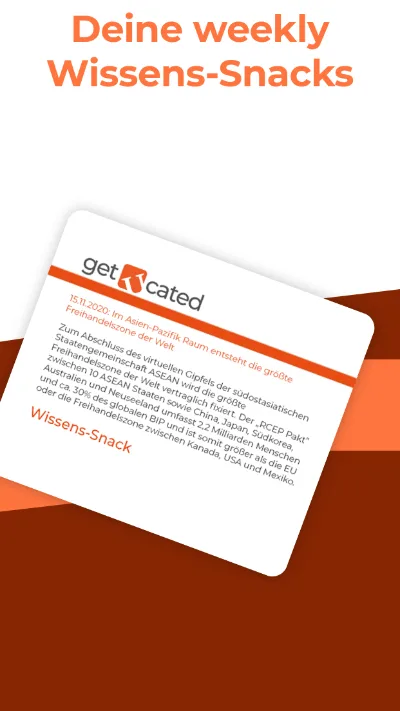 Deine weekly
Wissens-Snacks
get cated
15.11.2020: Im Asien-Pazifik Raum entsteht die größte
Freihandelszone der Welt
Zum Abschluss des virtuellen Gipfels der südostasiatischen
Staatengemeinschaft ASEAN wird die größte
Freihandelszone der Welt vertraglich fixiert. Der „RCEP Pakt"
zwischen 10 ASEAN Staaten sowie China, Japan, Südkorea,
Australien und Neuseeland umfasst 2,2 Milliarden Menschen
und ca. 30% des globalen BIP und ist somit größer als die EU
oder die Freihandelszone zwischen Kanada, USA und Mexiko.
Wissens-Snack